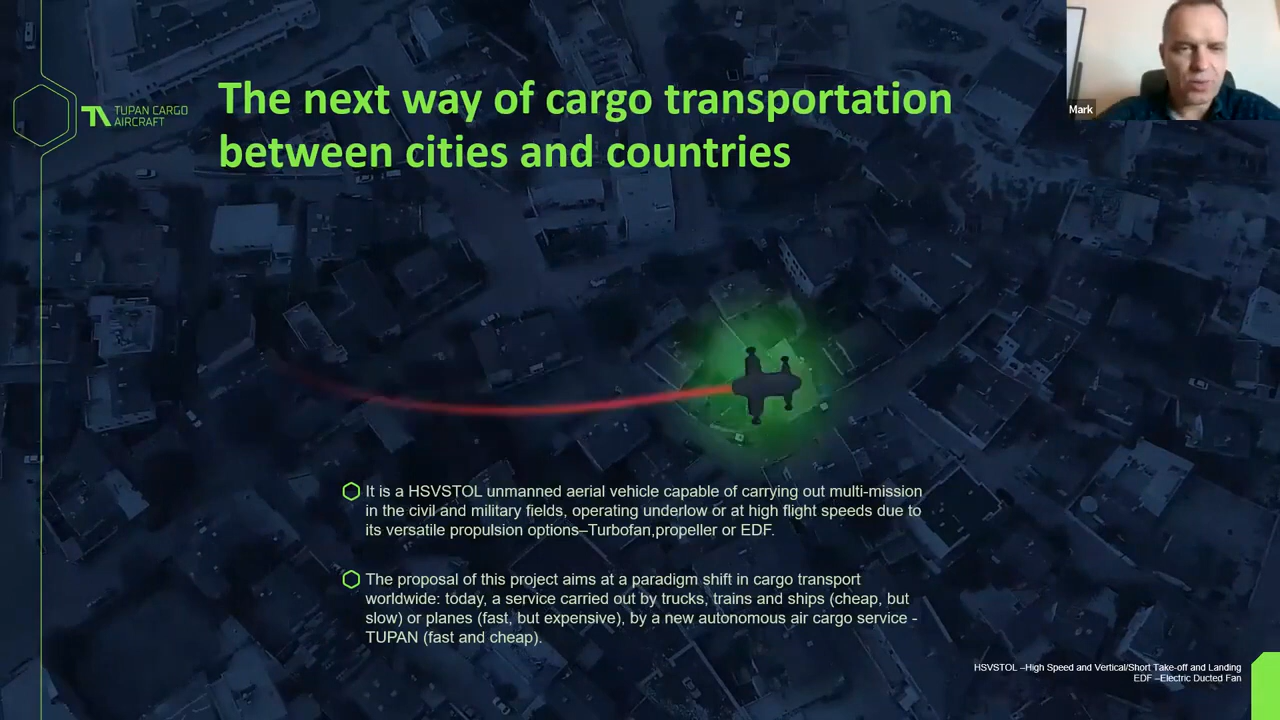 The next way of cargo transportation
between cities and countries
TUPAN CARGO
AIRCRAFT
Mark
It is a HSVSTOL unmanned aerial vehicle capable of carrying out multi-mission
in the civil and military fields, operating underlow or at high flight speeds due to
its versatile propulsion options–Turbofan,propeller or EDF.
The proposal of this project aims at a paradigm shift in cargo transport
worldwide: today, a service carried out by trucks, trains and ships (cheap, but
slow) or planes (fast, but expensive), by a new autonomous air cargo service -
TUPAN (fast and cheap).
HSVSTOL –High Speed and Vertical/Short Take-off and Landing
EDF –Electric Ducted Fan